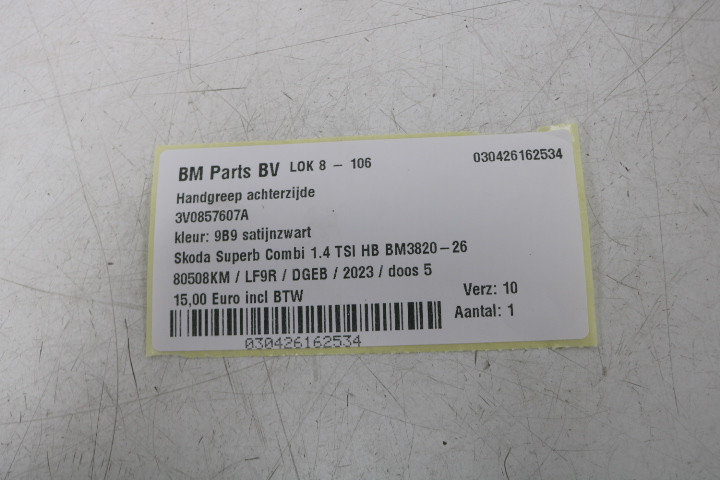 BM Parts BV LOK 8 – 106 030426162534
Handgreep achterzijde
3V0857607A
kleur: 9B9 satijnzwart
Skoda Superb Combi 1.4 TSI HB BM3820–26
80508KM / LF9R / DGEB / 2023 / doos 5
15,00 Euro incl BTW
Verz: 10
Aantal: 1
030426162534